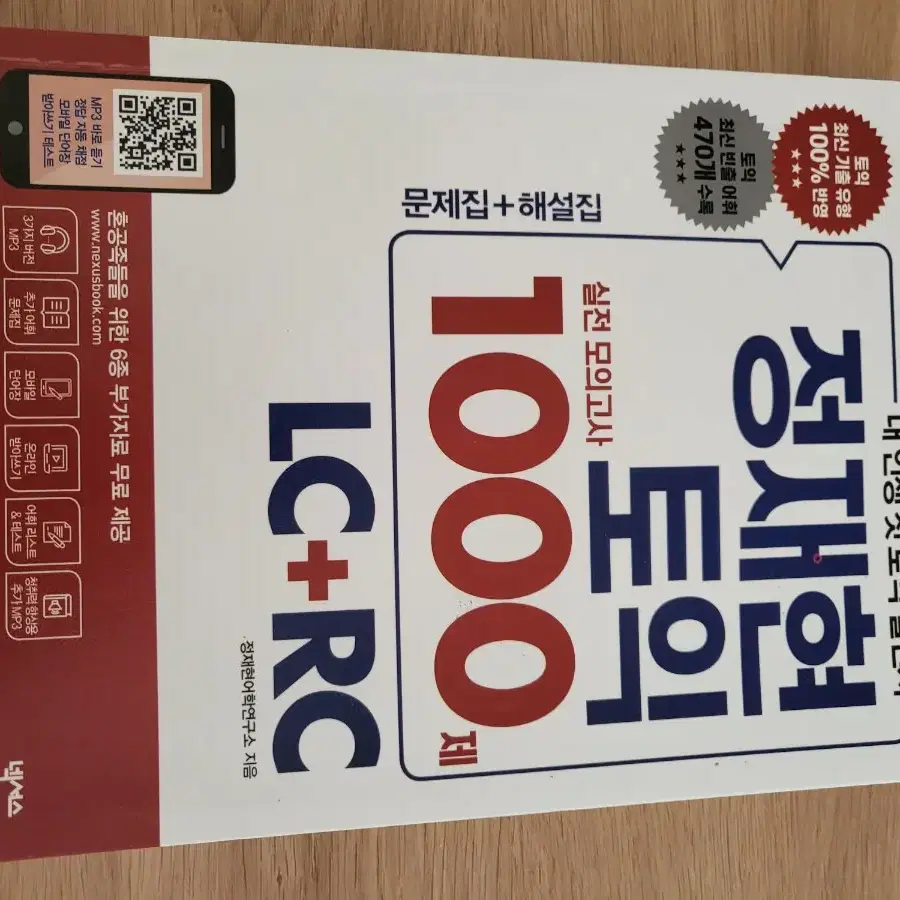 토익
최신 기출 유형
100% 반영
토익
최신 빈출 어휘
470개 수록
내 인생 첫 토익 실전서
정재현
토익
실전 모의고사
1000제
문제집+해설집
LC+RC
정재현어학연구소 지음
MP3 바로 듣기
정답 자동 채점
모바일 단어장
받아쓰기 테스트
혼공족들을 위한 6종 부가자료 무료 제공
www.nexusbook.com
3가지 버전
MP3
추가 어휘
문제집
모바일
단어장
온라인
받아쓰기
어휘 리스트
& 테스트
청취력 향상용
추가 MP3
넥서스